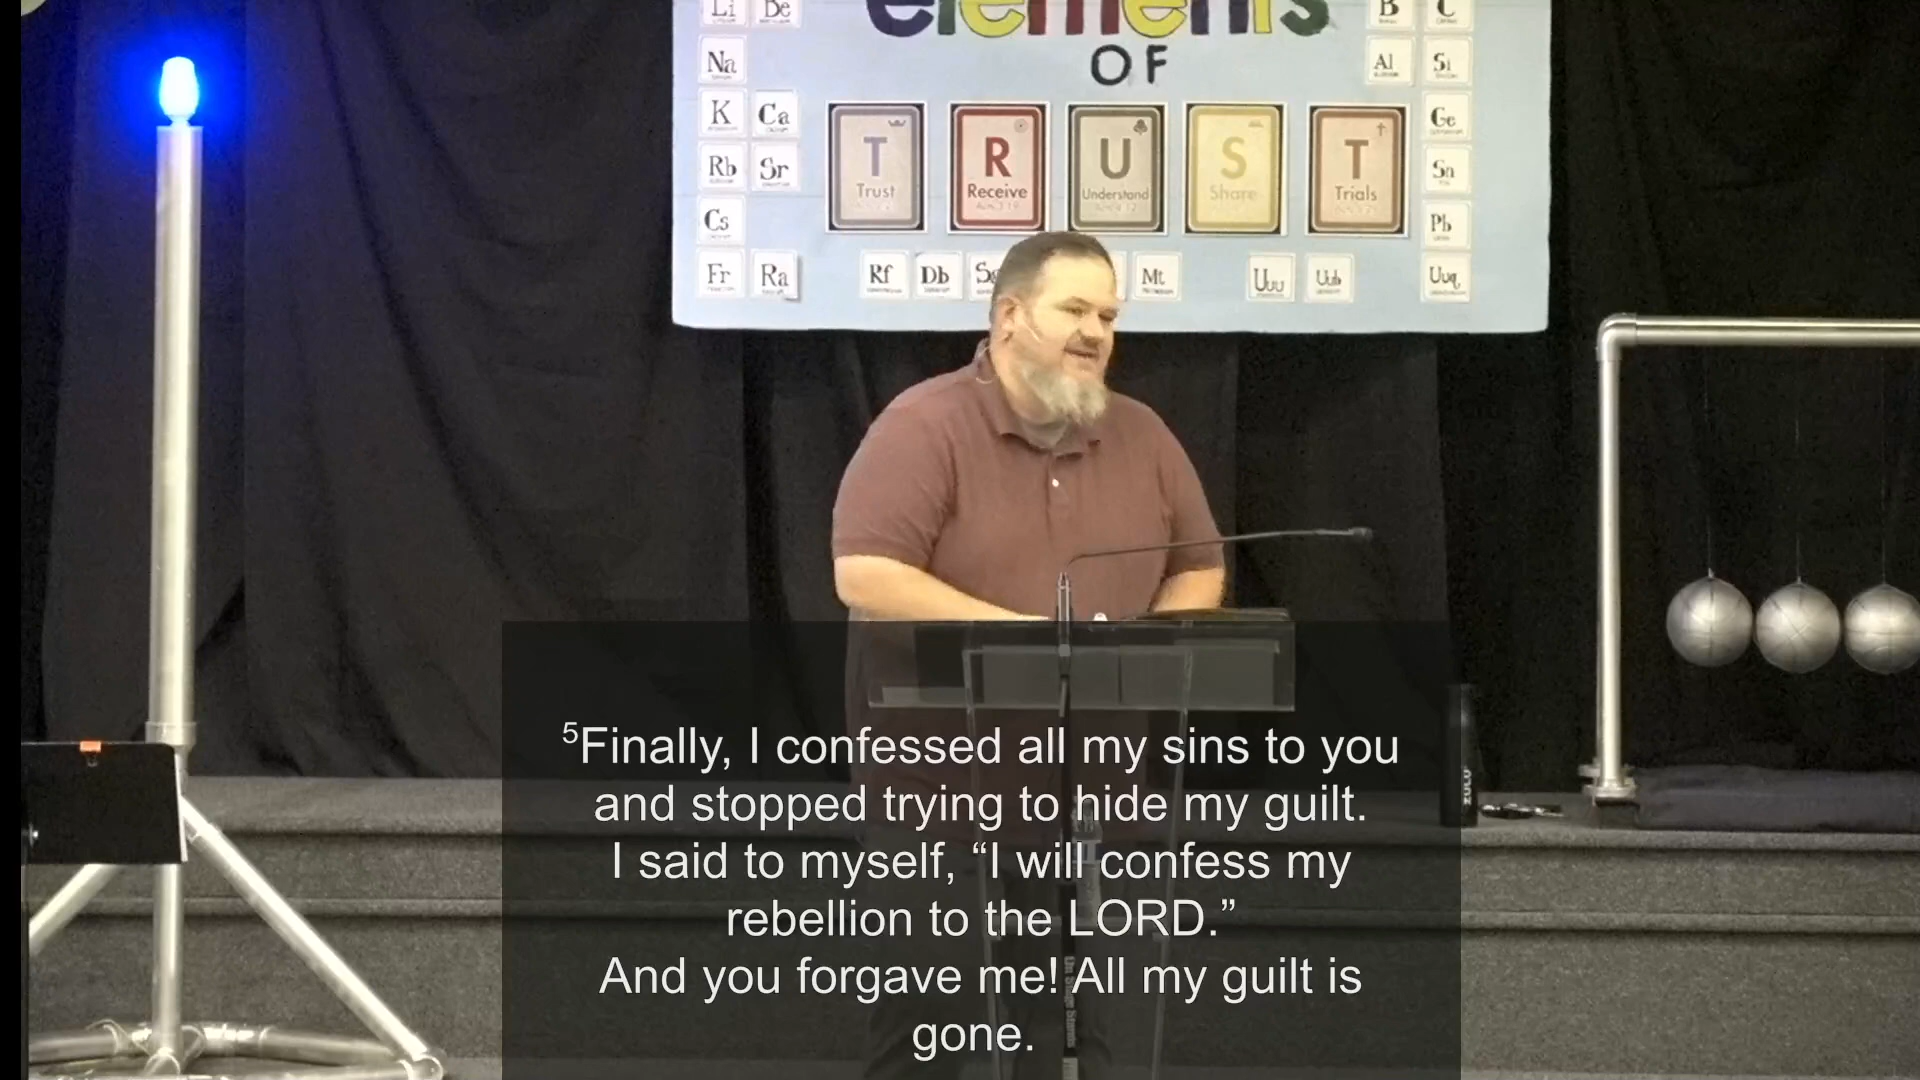 Li Be
elements
B C
OF
Na
Al Si
K Ca
T R U S T
Trust Receive Understand Share Trials
Ge
Rb Sr
Sn
Cs
Pb
Fr Ra Rf Db Mt Uuu Uub Uuq
ZULU
⁵Finally, I confessed all my sins to you
and stopped trying to hide my guilt.
I said to myself, “I will confess my
rebellion to the LORD.”
And you forgave me! All my guilt is
gone.